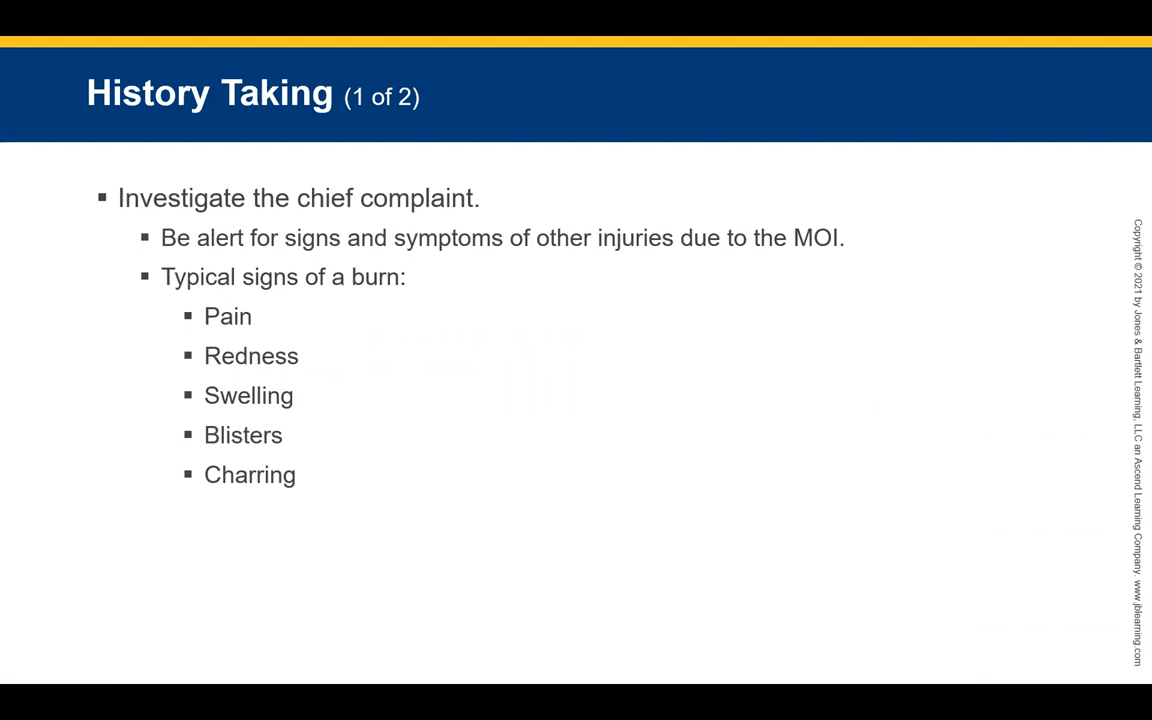 History Taking (1 of 2)
▪ Investigate the chief complaint.
▪ Be alert for signs and symptoms of other injuries due to the MOI.
▪ Typical signs of a burn:
▪ Pain
▪ Redness
▪ Swelling
▪ Blisters
▪ Charring
Copyright © 2021 by Jones & Bartlett Learning, LLC an Ascend Learning Company. www.jblearning.com